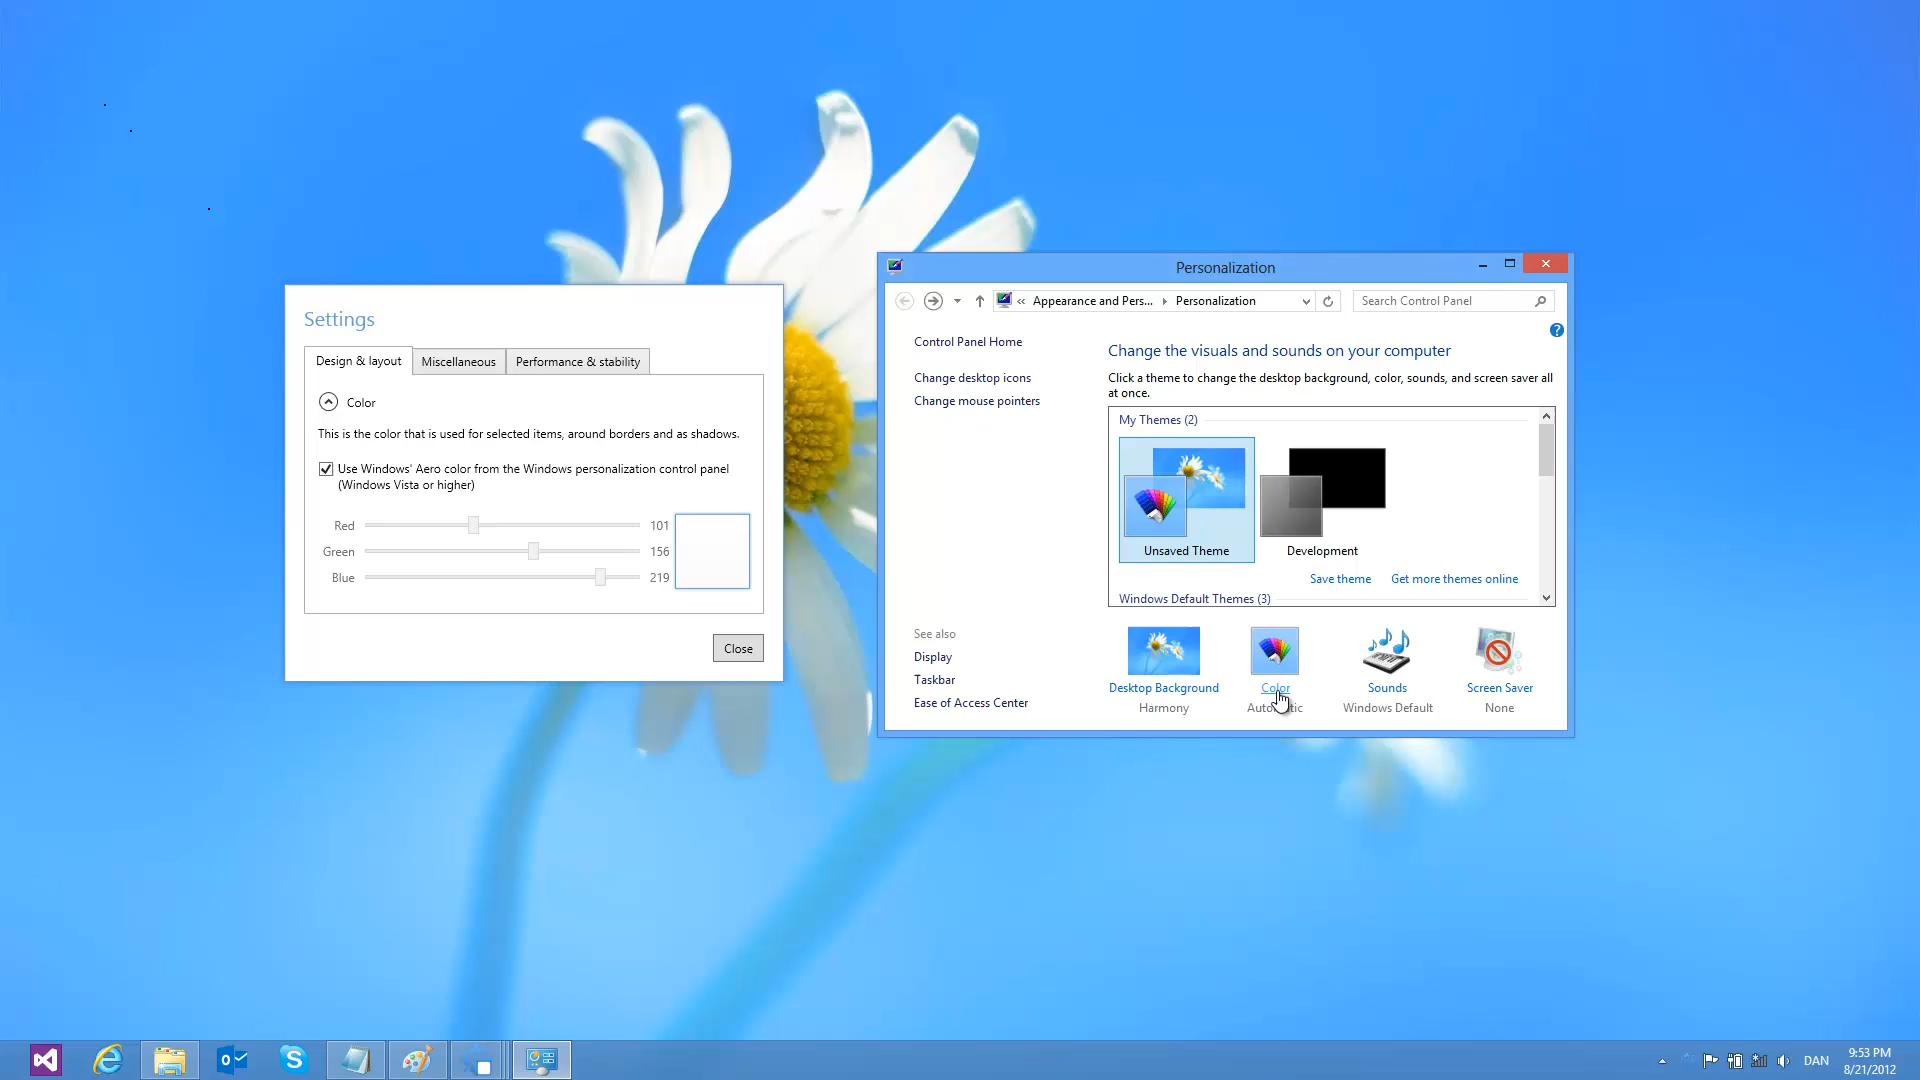 Settings
Design & layout
Miscellaneous
Performance & stability
Color
This is the color that is used for selected items, around borders and as shadows.
Use Windows' Aero color from the Windows personalization control panel
(Windows Vista or higher)
Red 101
Green 156
Blue 219
Close
Personalization
« Appearance and Pers... Personalization
Search Control Panel
Control Panel Home
Change desktop icons
Change mouse pointers
See also
Display
Taskbar
Ease of Access Center
Change the visuals and sounds on your computer
Click a theme to change the desktop background, color, sounds, and screen saver all
at once.
My Themes (2)
Unsaved Theme
Development
Save theme
Get more themes online
Windows Default Themes (3)
Desktop Background
Harmony
Color
Sounds
Windows Default
Screen Saver
None
DAN
9:53 PM
8/21/2012